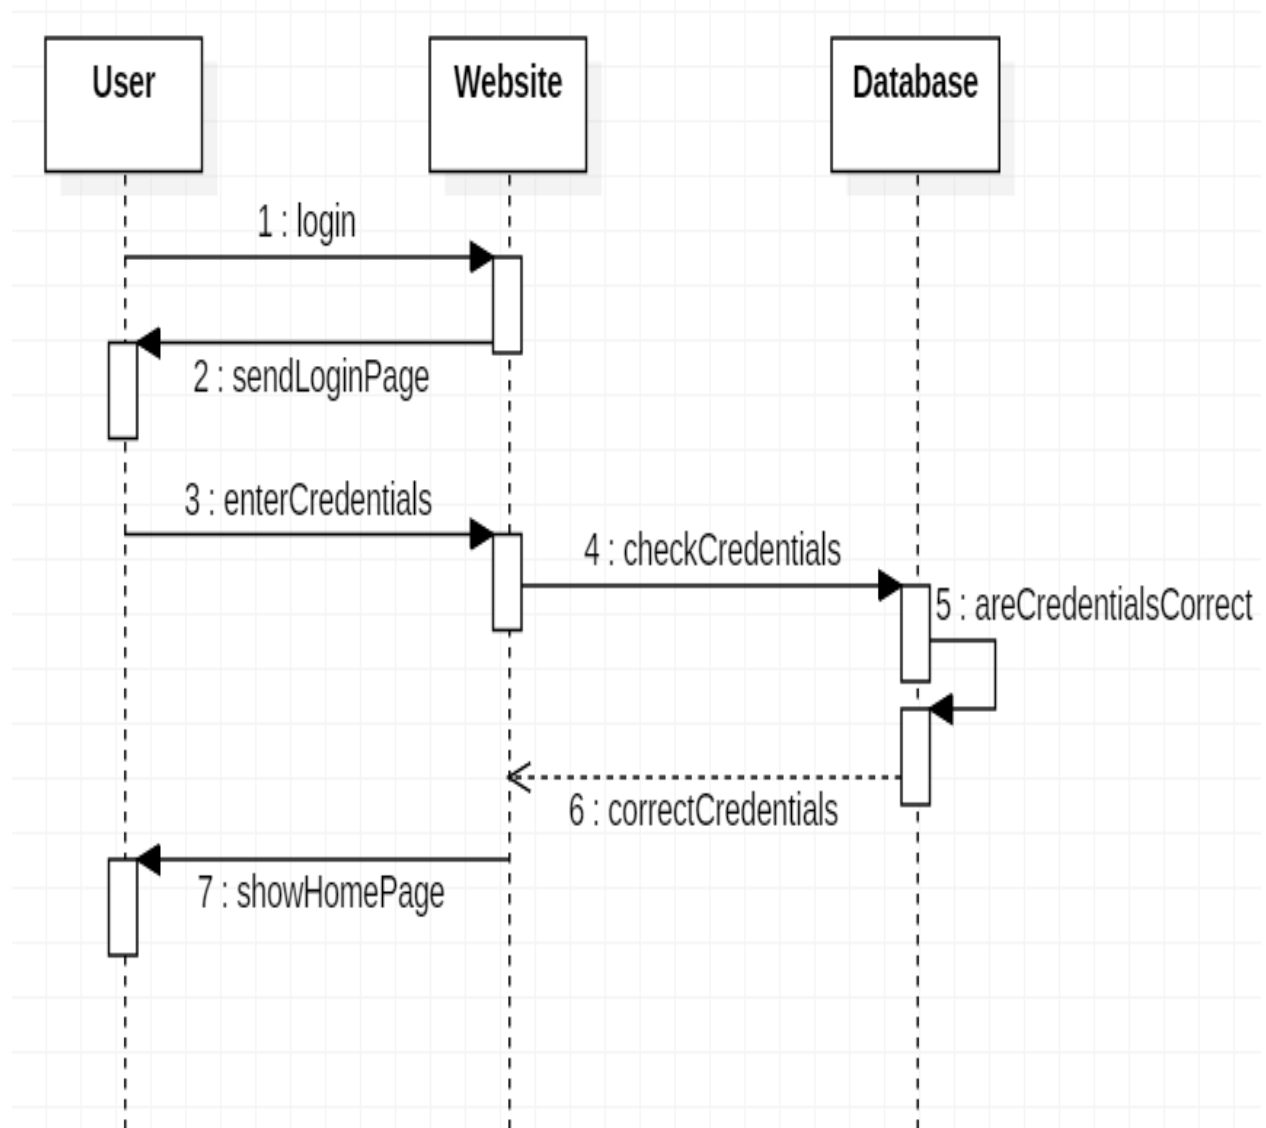 User
Website
Database
1 : login
2 : sendLoginPage
3 : enterCredentials
4 : checkCredentials
5 : areCredentialsCorrect
6 : correctCredentials
7 : showHomePage